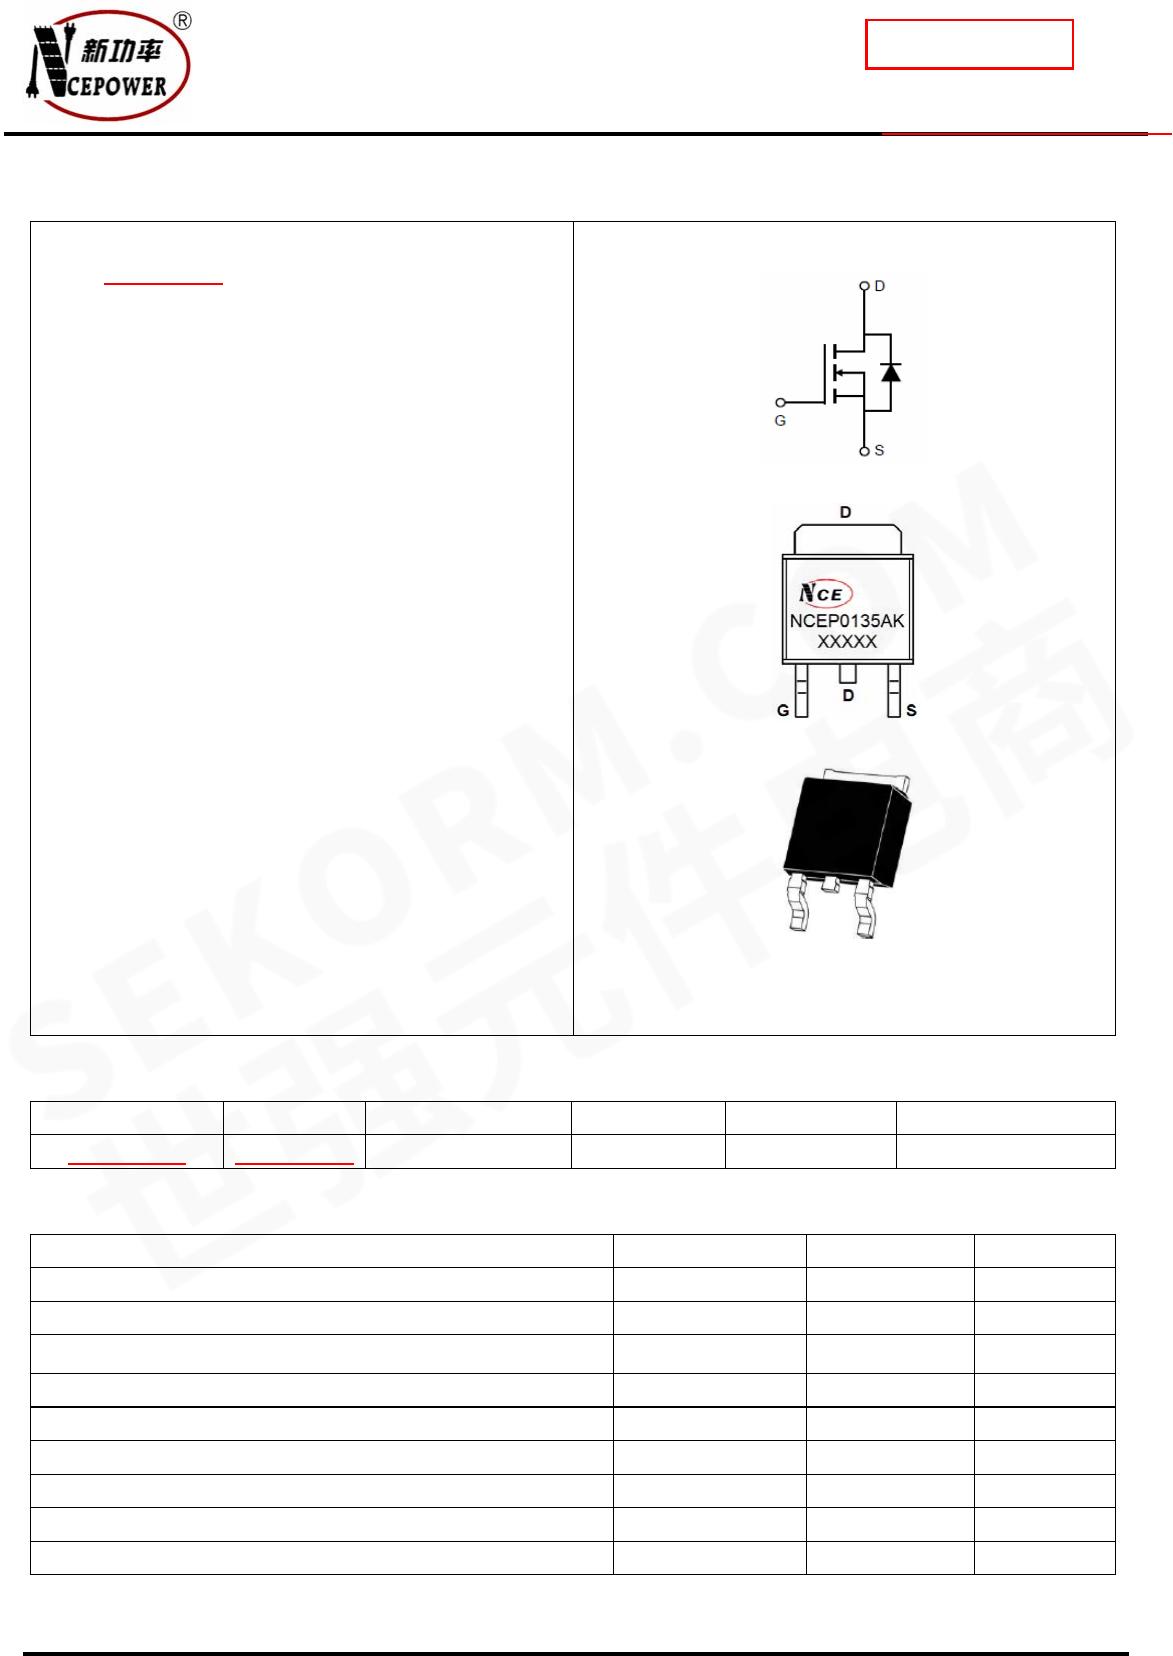 新功率
NCEPOWER
®
D
G
S
D
NCE
NCEP0135AK
XXXXX
D
G
S
SEKORM.COM
世强元件电商